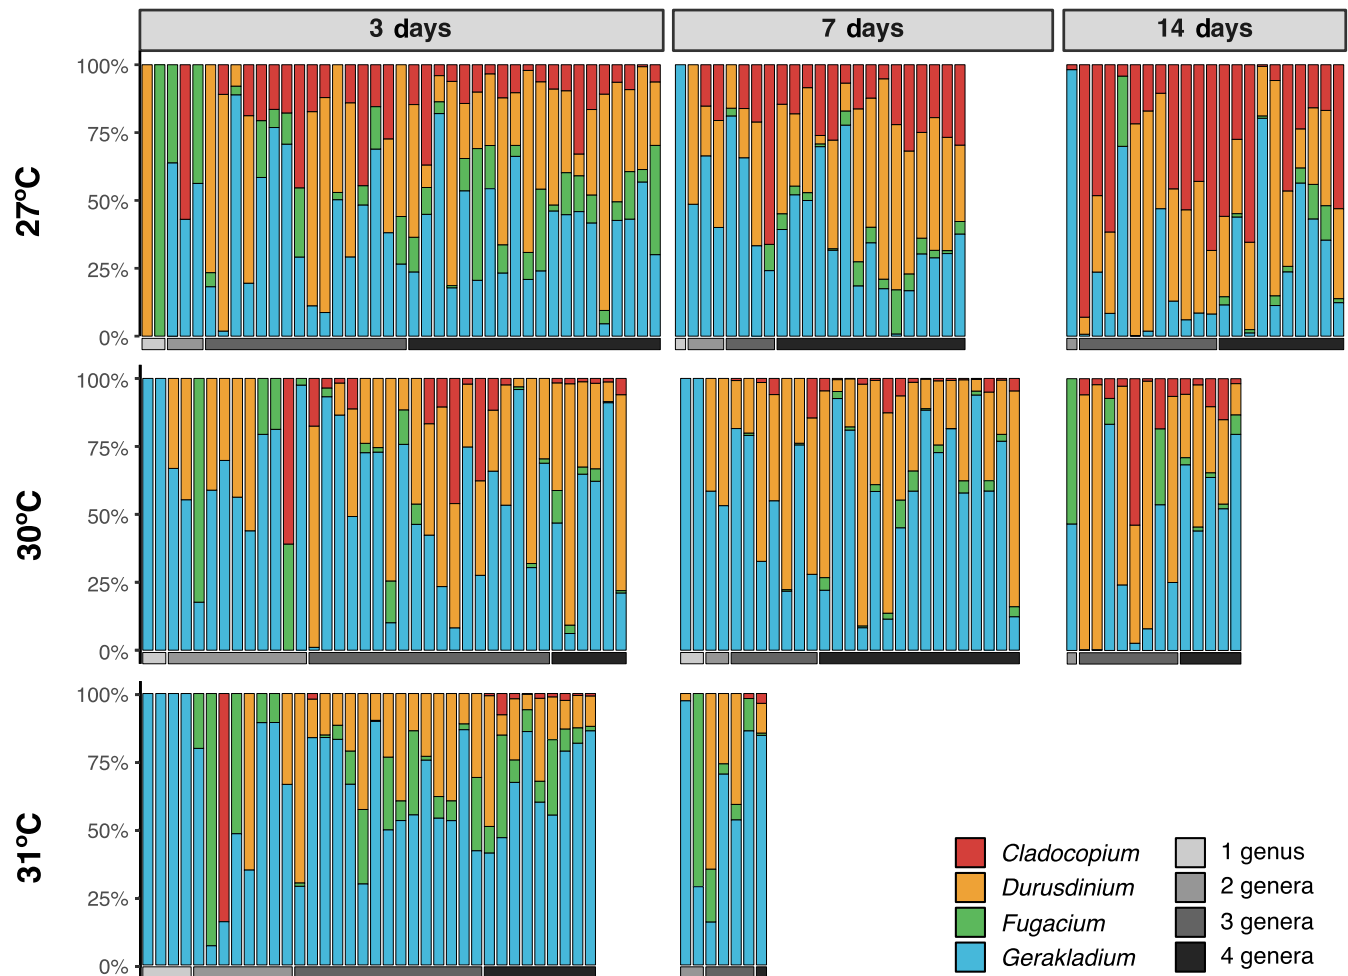 3 days
7 days
14 days
27°C
100%
75%
50%
25%
0%
30°C
100%
75%
50%
25%
0%
31°C
100%
75%
50%
25%
0%
Cladocopium
Durusdinium
Fugacium
Gerakladium
1 genus
2 genera
3 genera
4 genera